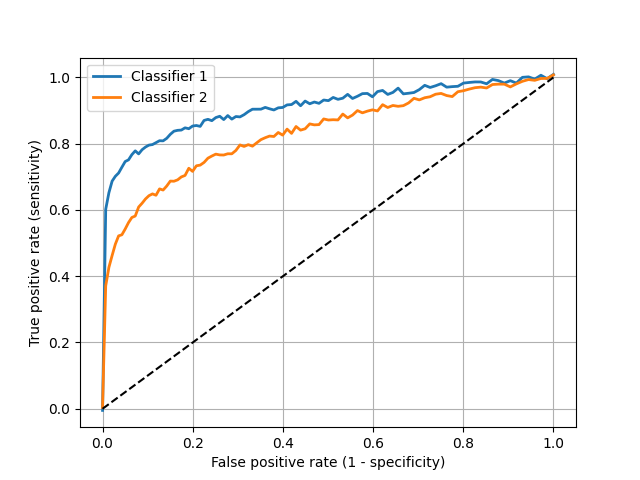 Classifier 1
Classifier 2
1.0
0.8
0.6
0.4
0.2
0.0
True positive rate (sensitivity)
0.0 0.2 0.4 0.6 0.8 1.0
False positive rate (1 - specificity)